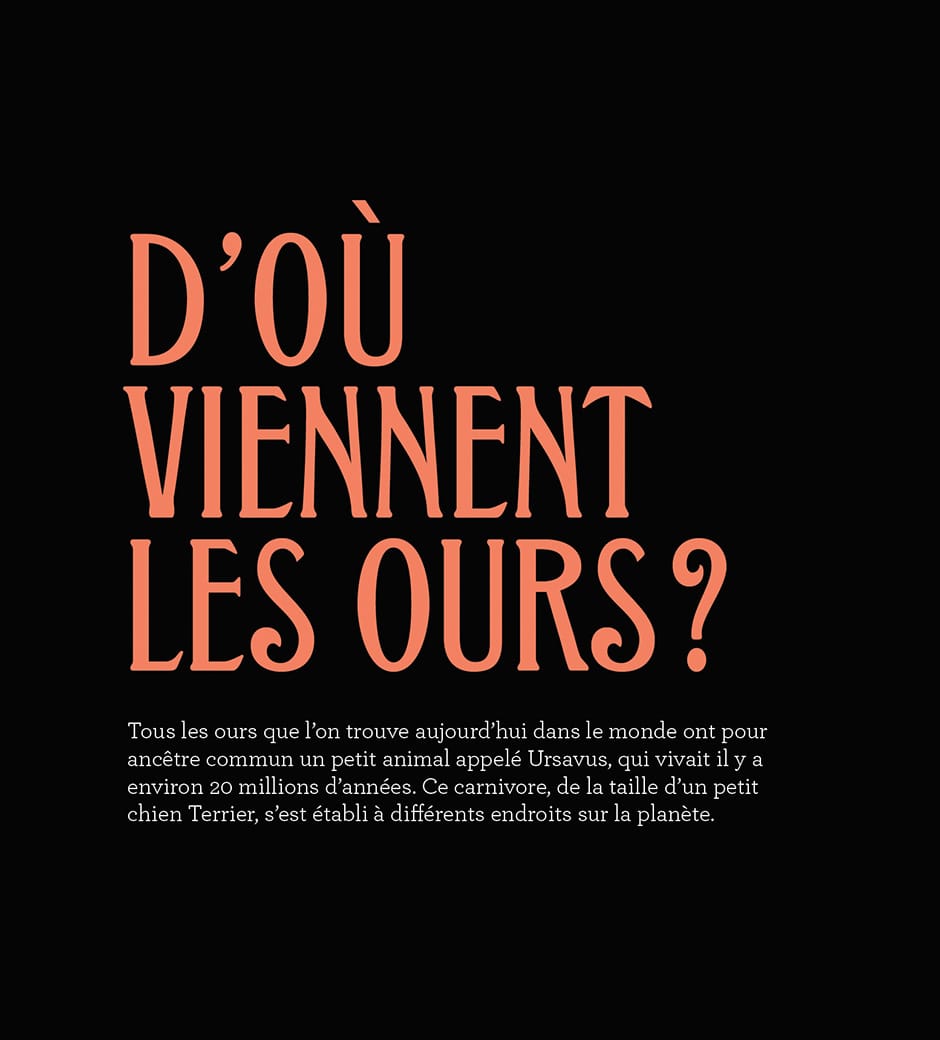 D’OÙ
VIENNENT
LES OURS ?
Tous les ours que l’on trouve aujourd’hui dans le monde ont pour
ancêtre commun un petit animal appelé Ursavus, qui vivait il y a
environ 20 millions d’années. Ce carnivore, de la taille d’un petit
chien Terrier, s’est établi à différents endroits sur la planète.